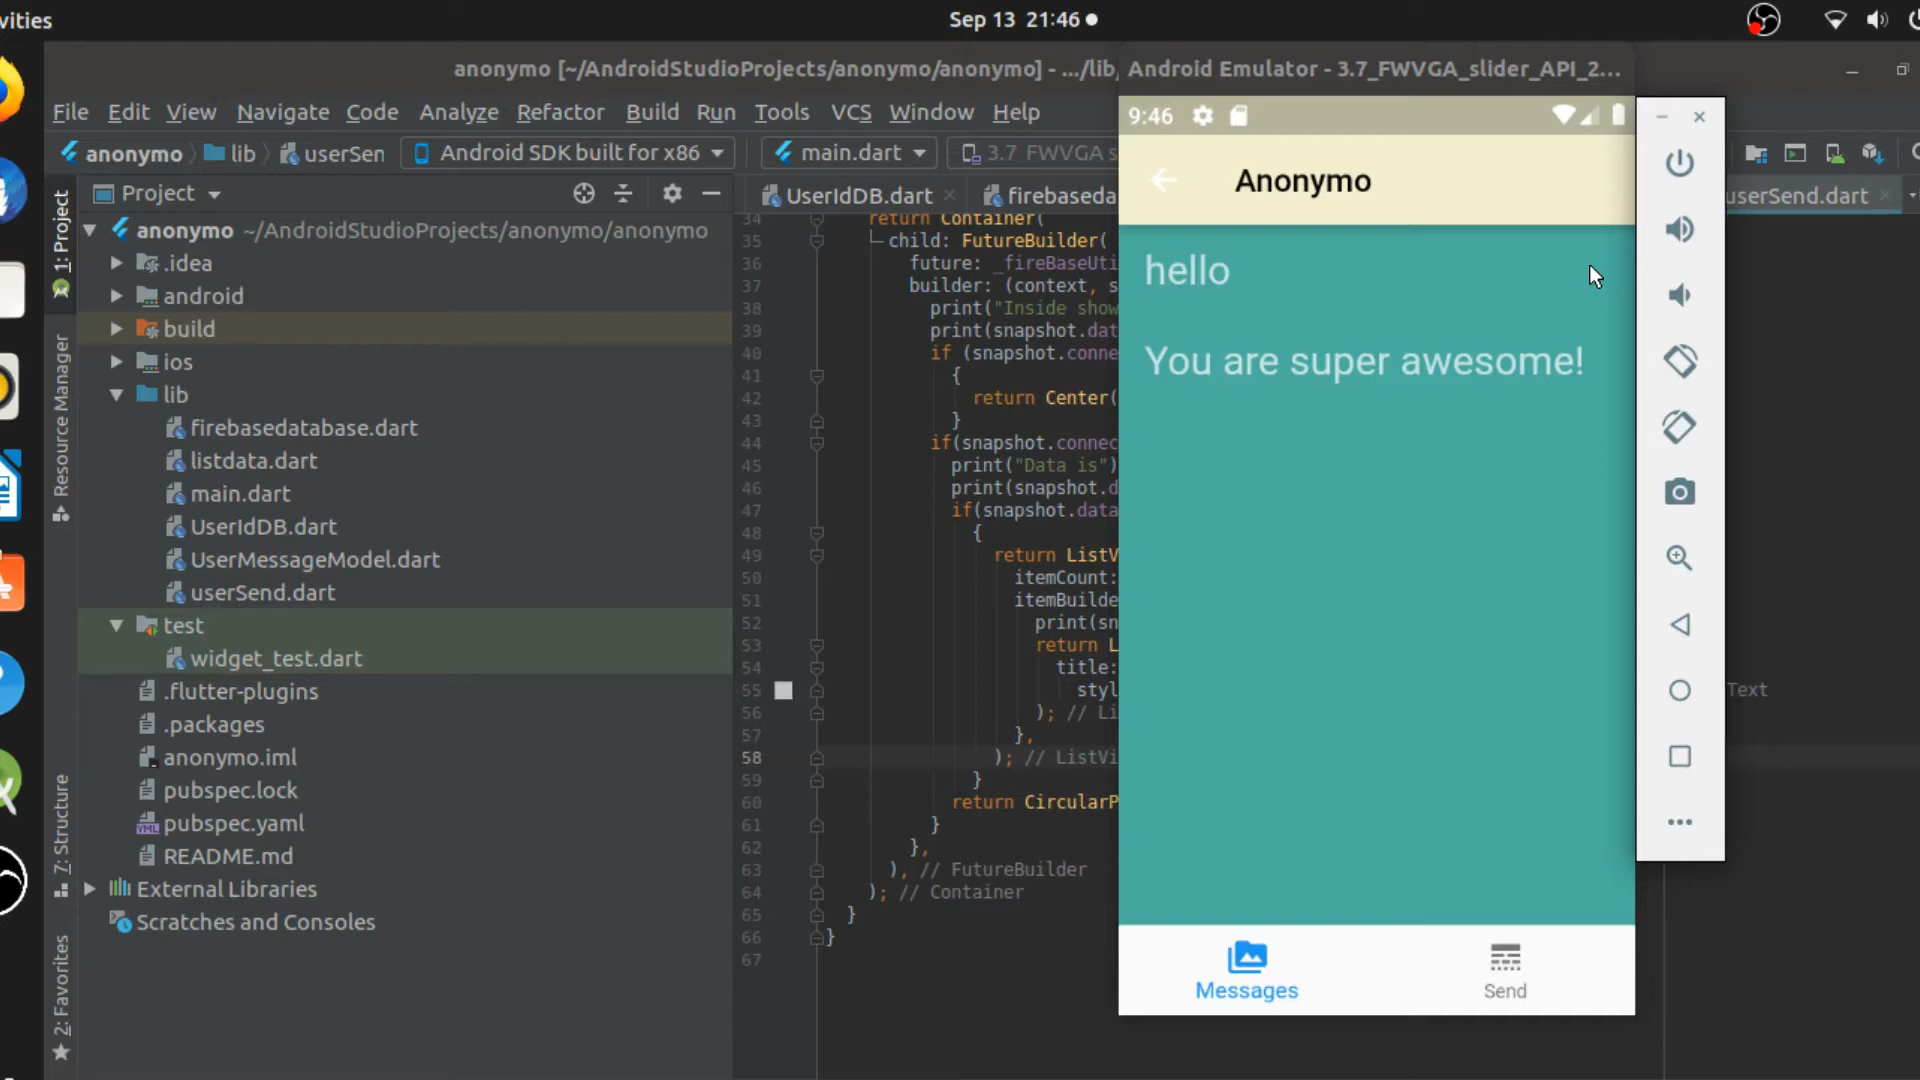 vities
Sep 13 21:46
anonymo [~/AndroidStudioProjects/anonymo/anonymo] - .../lib,
Android Emulator - 3.7_FWVGA_slider_API_2...
File Edit View Navigate Code Analyze Refactor Build Run Tools VCS Window Help
anonymo lib userSen Android SDK built for x86 main.dart 3.7 FWVGA s
Project
UserIdDB.dart firebaseda userSend.dart
1: Project
Resource Manager
7: Structure
2: Favorites
anonymo ~/AndroidStudioProjects/anonymo/anonymo
.idea
android
build
ios
lib
firebasedatabase.dart
listdata.dart
main.dart
UserIdDB.dart
UserMessageModel.dart
userSend.dart
test
widget_test.dart
.flutter-plugins
.packages
anonymo.iml
pubspec.lock
YML pubspec.yaml
README.md
External Libraries
Scratches and Consoles
34 return Container(
35 child: FutureBuilder(
36 future: _fireBaseUti
37 builder: (context, s
38 print("Inside show
39 print(snapshot.dat
40 if (snapshot.conne
41 {
42 return Center(
43 }
44 if(snapshot.connec
45 print("Data is")
46 print(snapshot.d
47 if(snapshot.data
48 {
49 return ListV
50 itemCount:
51 itemBuilde
52 print(sn
53 return L
54 title:
55 styl Text
56 ); // Li
57 },
58 ); // ListVi
59 }
60 return CircularP
61 }
62 },
63 ), // FutureBuilder
64 ); // Container
65 }
66 }
67
9:46
Anonymo
hello
You are super awesome!
Messages
Send